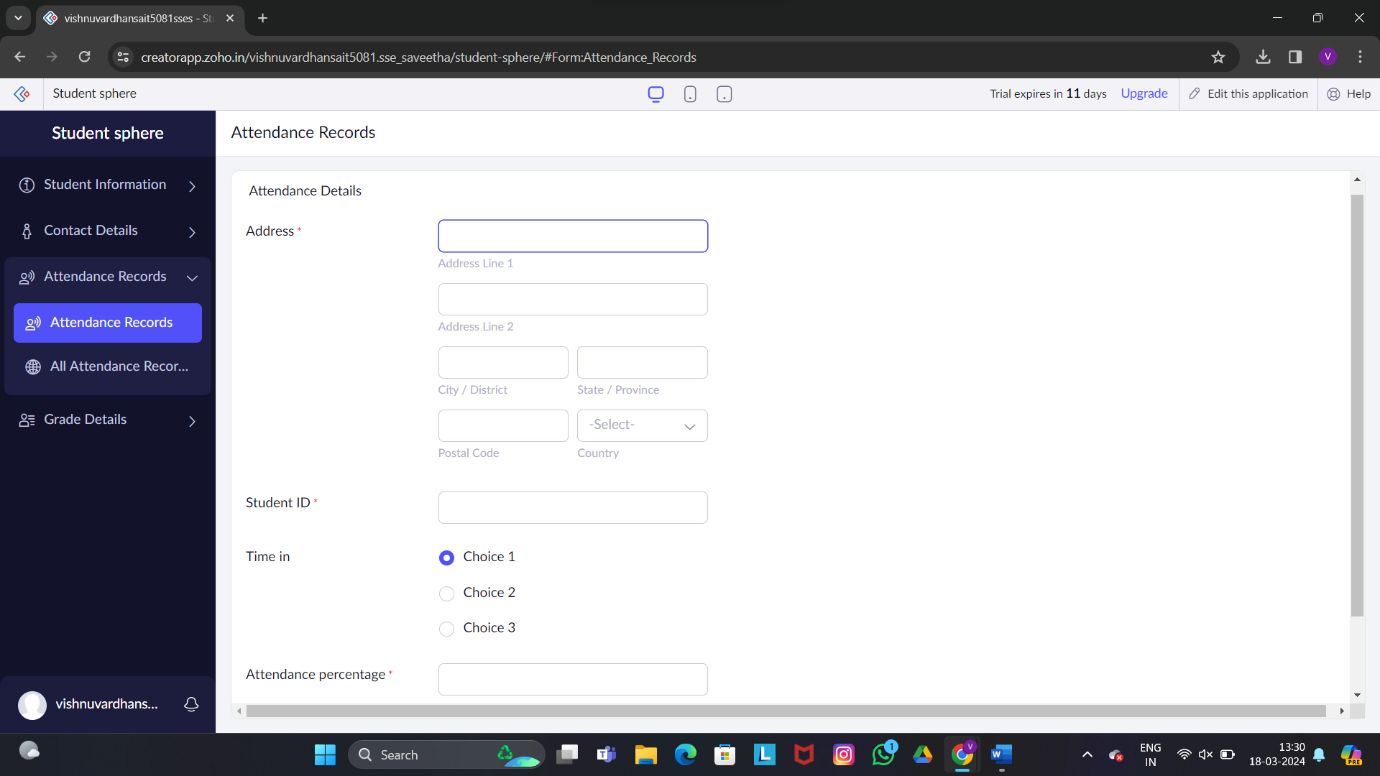 vishnuvardhansait5081sses - St
creatorapp.zoho.in/vishnuvardhansait5081.sse_saveetha/student-sphere/#Form:Attendance_Records
V
Student sphere
Trial expires in 11 days Upgrade Edit this application Help
Student sphere
Attendance Records
Student Information
Contact Details
Attendance Records
Attendance Records
All Attendance Recor...
Grade Details
vishnuvardhans...
Attendance Details
Address *
Address Line 1
Address Line 2
City / District State / Province
-Select-
Postal Code Country
Student ID *
Time in Choice 1
Choice 2
Choice 3
Attendance percentage *
Search
L
1
V
W
ENG
IN
13:30
18-03-2024
PRE